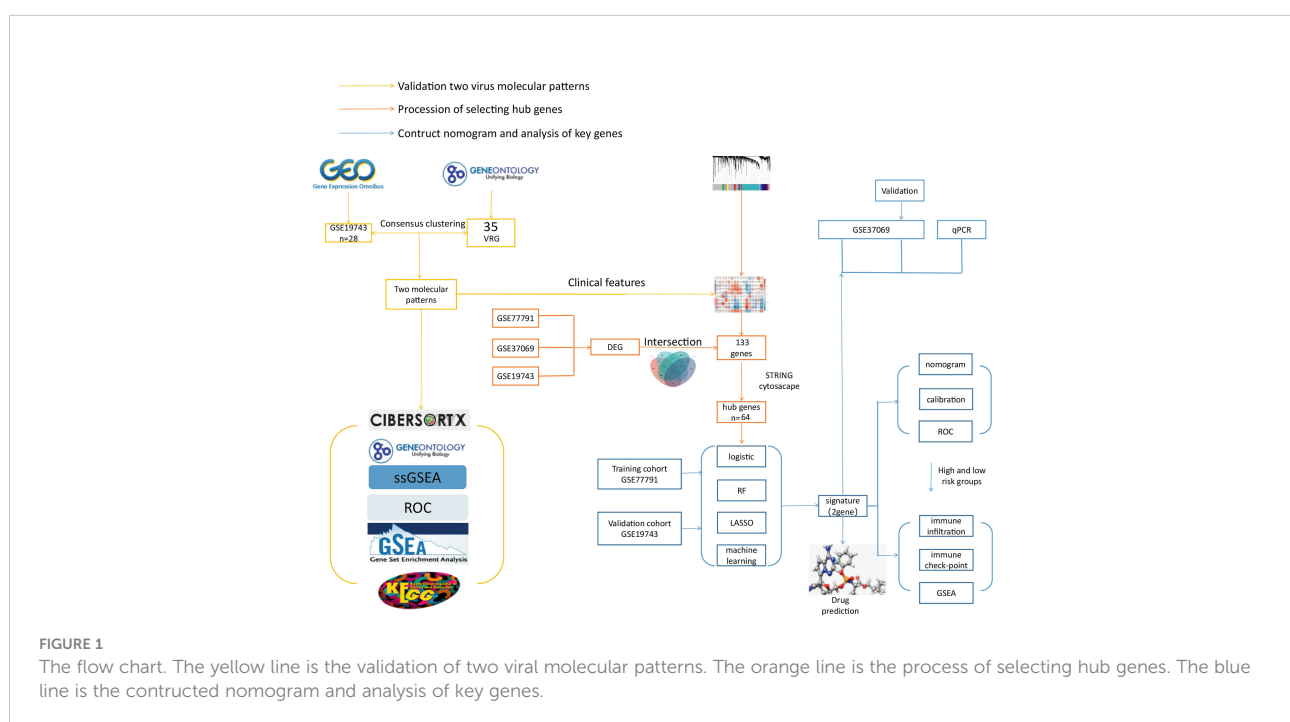 Validation two virus molecular patterns
Procession of selecting hub genes
Contruct nomogram and analysis of key genes
GEO
Gene Expression Omnibus
GENEONTOLOGY
Unifying Biology
GSE19743
n=28
Consensus clustering
35
VRG
Two molecular
patterns
Clinical features
GSE77791
GSE37069
GSE19743
DEG
Intersection
133
genes
STRING
cytosacape
hub genes
n=64
CIBERSORTX
GENEONTOLOGY
Unifying Biology
ssGSEA
ROC
GSEA
Gene Set Enrichment Analysis
KEGG
Training cohort
GSE77791
Validation cohort
GSE19743
logistic
RF
LASSO
machine
learning
signature
(2gene)
Validation
GSE37069
qPCR
Drug
prediction
nomogram
calibration
ROC
High and low
risk groups
immune
infiltration
immune
check-point
GSEA
FIGURE 1
The flow chart. The yellow line is the validation of two viral molecular patterns. The orange line is the process of selecting hub genes. The blue
line is the contructed nomogram and analysis of key genes.